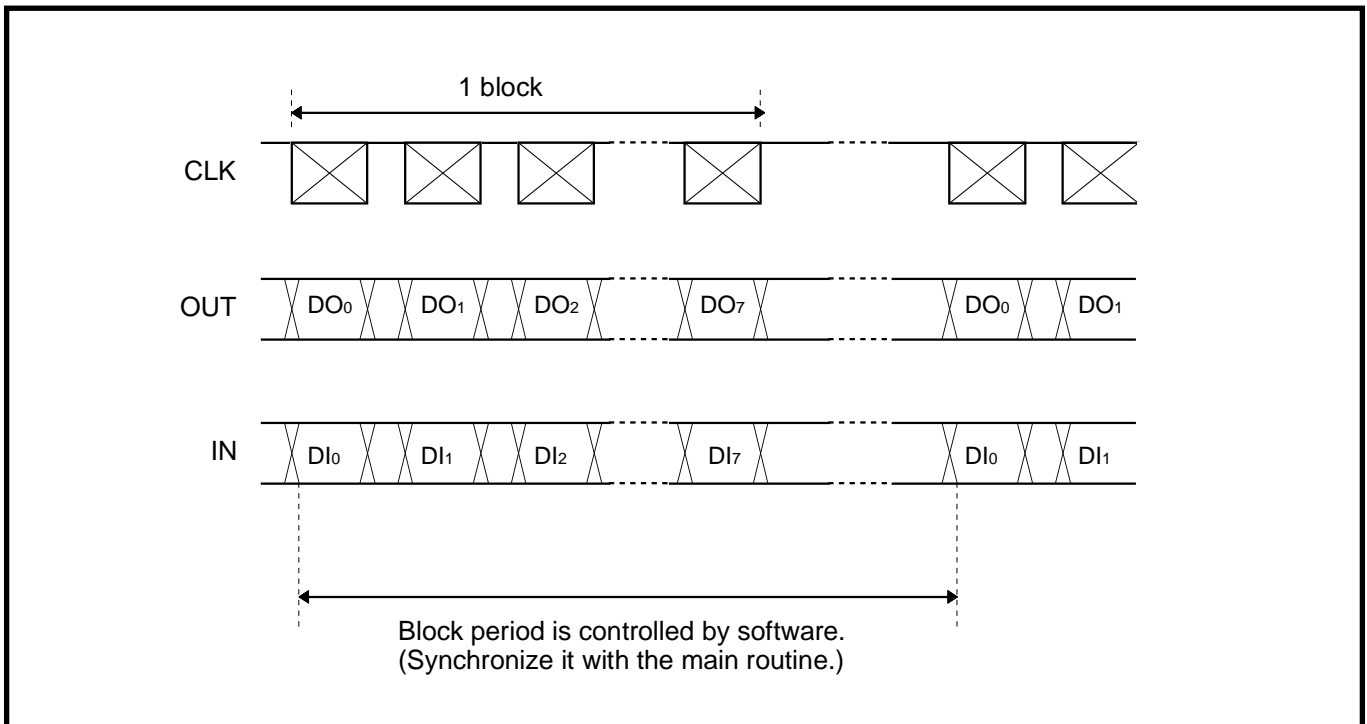 1 block
CLK
OUT DO0 DO1 DO2 DO7 DO0 DO1
IN DI0 DI1 DI2 DI7 DI0 DI1
Block period is controlled by software.
(Synchronize it with the main routine.)